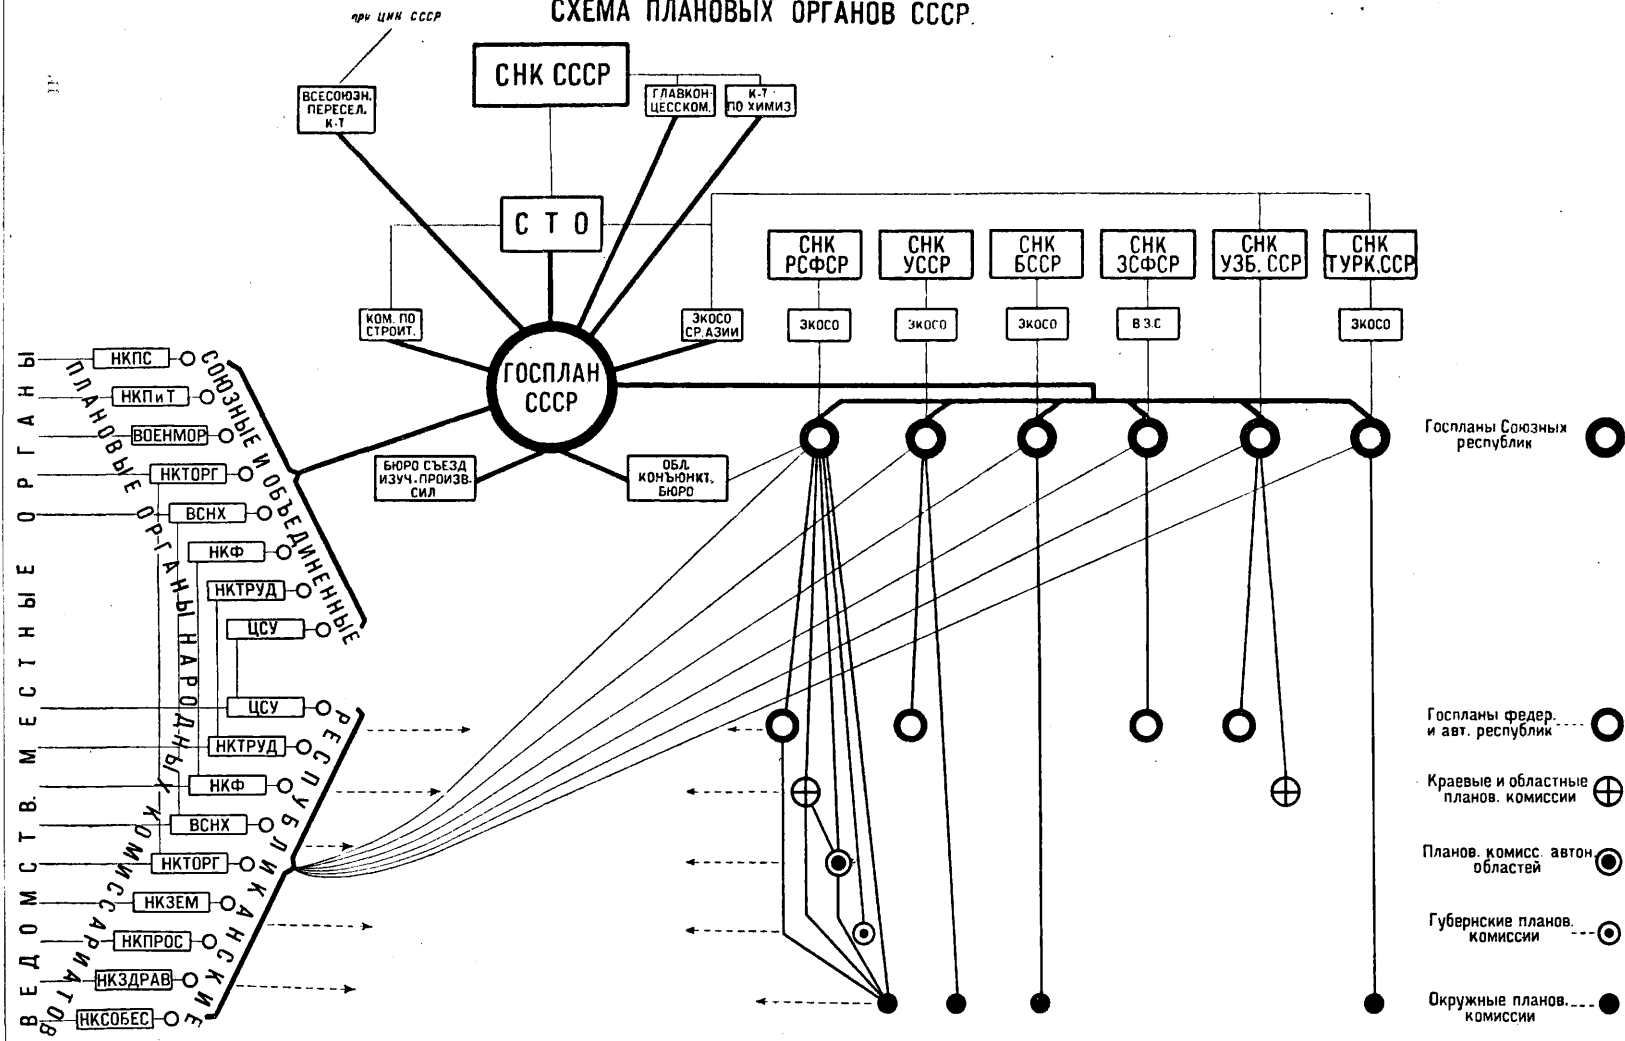 при ЦИК СССР
СХЕМА ПЛАНОВЫХ ОРГАНОВ СССР.
СНК СССР
ВСЕСОЮЗН.
ПЕРЕСЕЛ.
К-Т
ГЛАВКОН-
ЦЕССКОМ.
К-Т
ПО ХИМИЗ
С Т О
КОМ. ПО
СТРОИТ.
ЭКОСО
СР. АЗИИ
ГОСПЛАН
СССР
БЮРО СЪЕЗД
ИЗУЧ. ПРОИЗВ-
СИЛ
ОБЛ.
КОНЪЮНКТ.
БЮРО
СНК
РСФСР
СНК
УССР
СНК
БССР
СНК
ЗСФСР
СНК
УЗБ. ССР
СНК
ТУРК.ССР
ЭКОСО
ЭКОСО
ЭКОСО
В Э.С
ЭКОСО
ВЕДОМСТВ. МЕСТНЫЕ ОРГАНЫ
ПЛАНОВЫЕ ОРГАНЫ НАРОДНЫХ КОМИССАРИАТОВ
СОЮЗНЫЕ И ОБЪЕДИНЕННЫЕ
НКПС
НКПиТ
ВОЕНМОР
НКТОРГ
ВСНХ
НКФ
НКТРУД
ЦСУ
РЕСПУБЛИКАНСКИЕ
ЦСУ
НКТРУД
НКФ
ВСНХ
НКТОРГ
НКЗЕМ
НКПРОС
НКЗДРАВ
НКСОБЕС
Госпланы Союзных
республик
Госпланы федер.
и авт. республик
Краевые и областные
планов. комиссии
Планов. комисс. автон.
областей
Губернские планов.
комиссии
Окружные планов.
комиссии